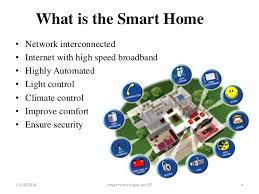 What is the Smart Home
• Network interconnected
• Internet with high speed broadband
• Highly Automated
• Light control
• Climate control
• Improve comfort
• Ensure security
4